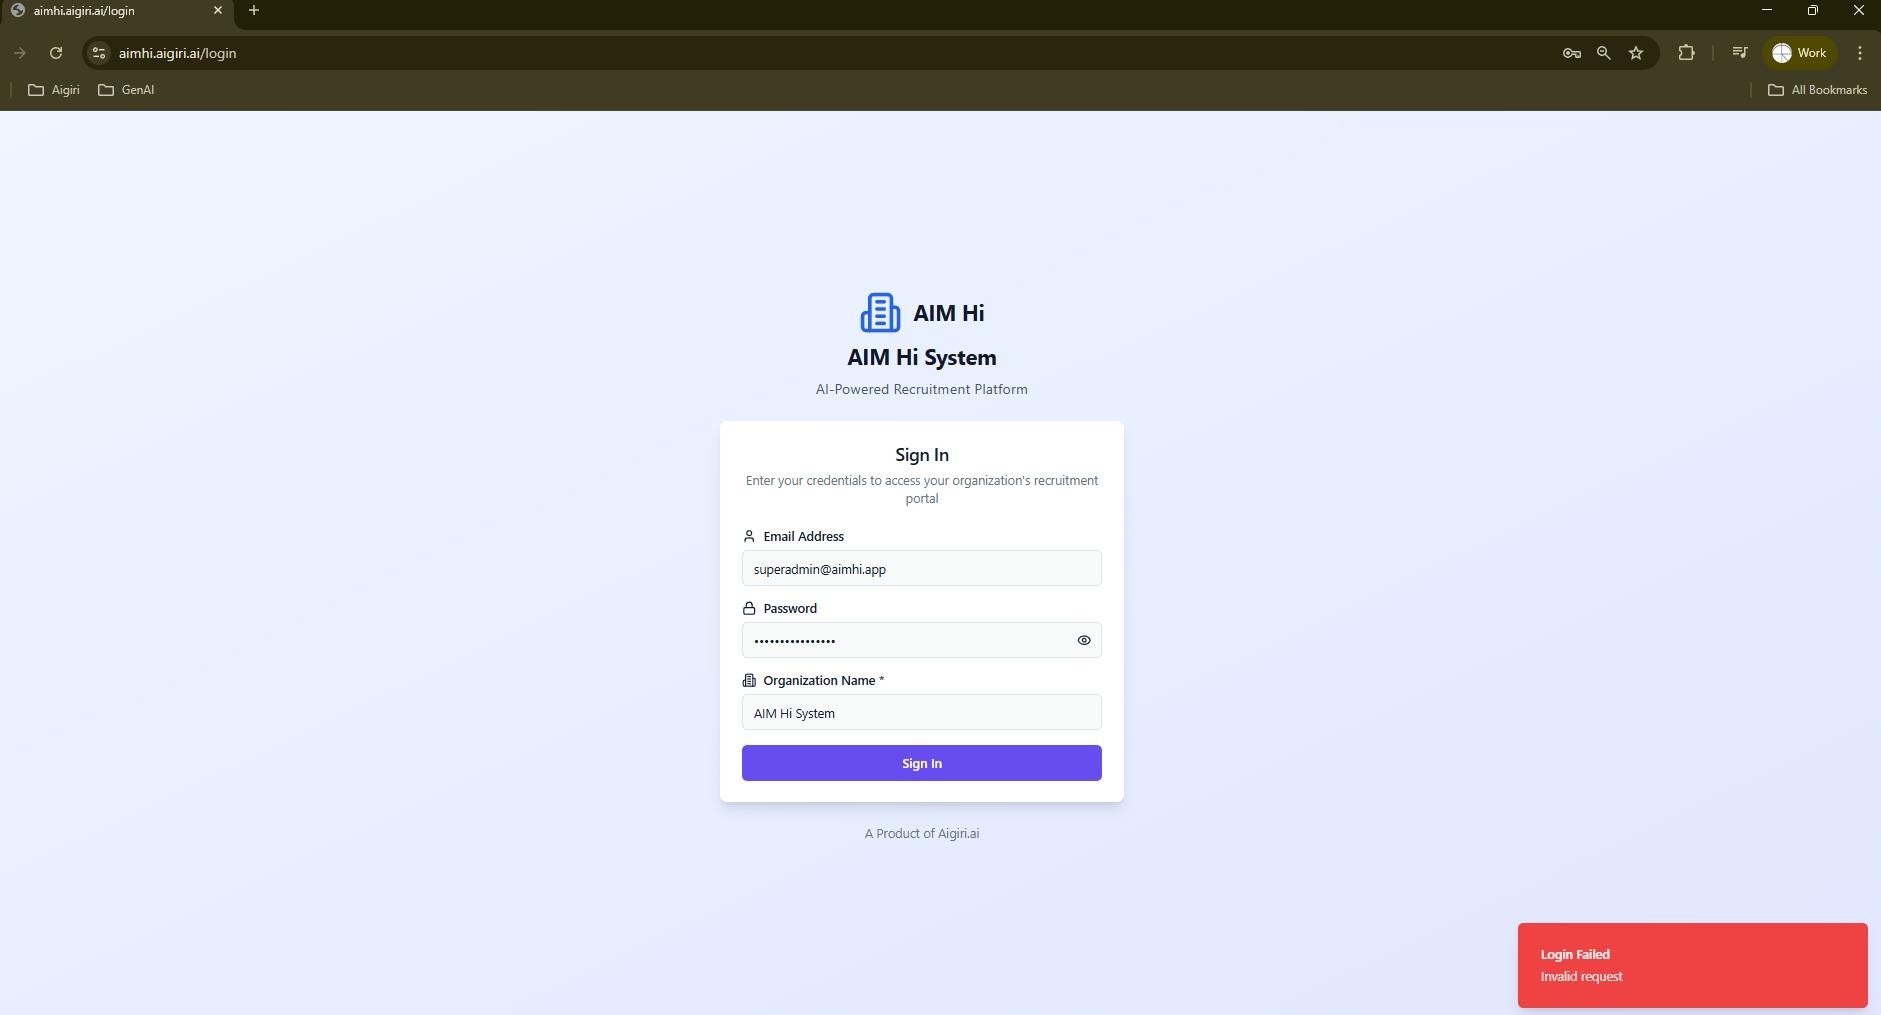 aimhi.aigiri.ai/login
aimhi.aigiri.ai/login
Work
Aigiri
GenAI
All Bookmarks
AIM Hi
AIM Hi System
AI-Powered Recruitment Platform
Sign In
Enter your credentials to access your organization's recruitment
portal
Email Address
superadmin@aimhi.app
Password
••••••••••••••••
Organization Name *
AIM Hi System
Sign In
A Product of Aigiri.ai
Login Failed
Invalid request